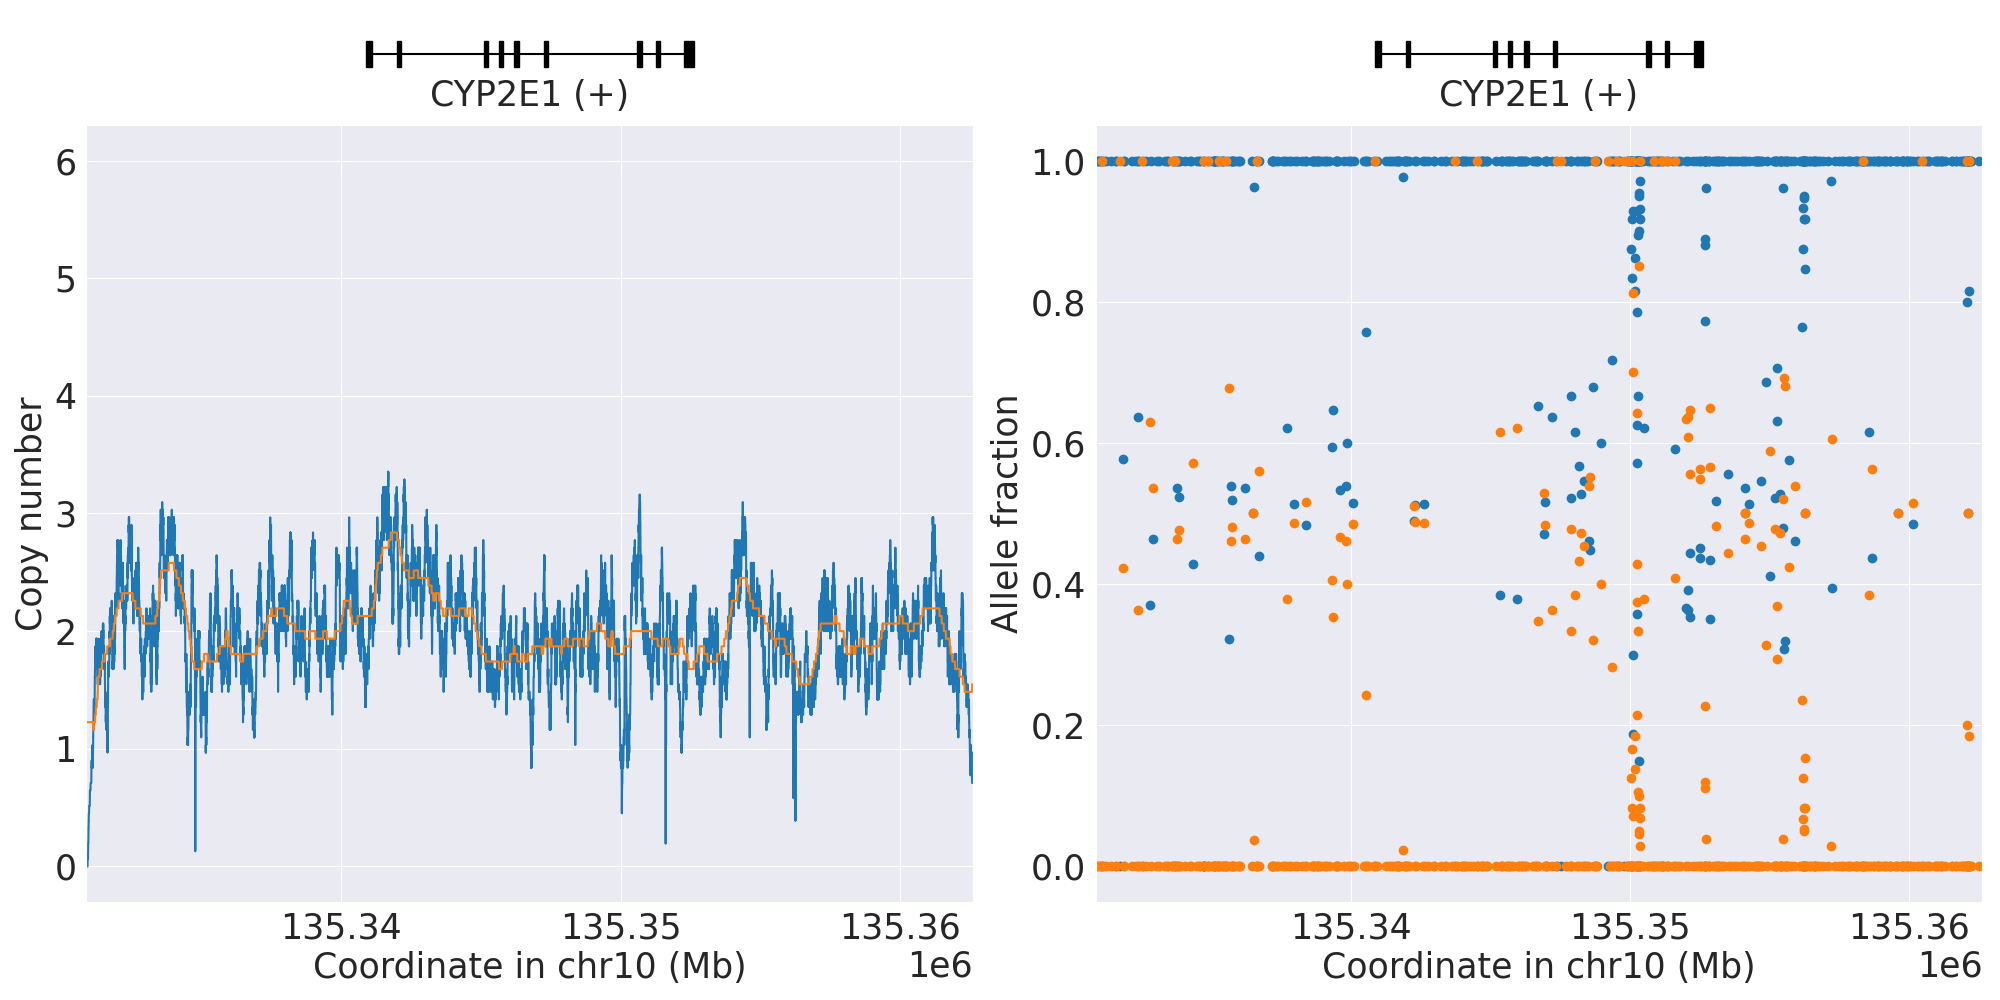 CYP2E1 (+)
Copy number
6
5
4
3
2
1
0
135.34
135.35
135.36
Coordinate in chr10 (Mb)
1e6
CYP2E1 (+)
Allele fraction
1.0
0.8
0.6
0.4
0.2
0.0
135.34
135.35
135.36
Coordinate in chr10 (Mb)
1e6